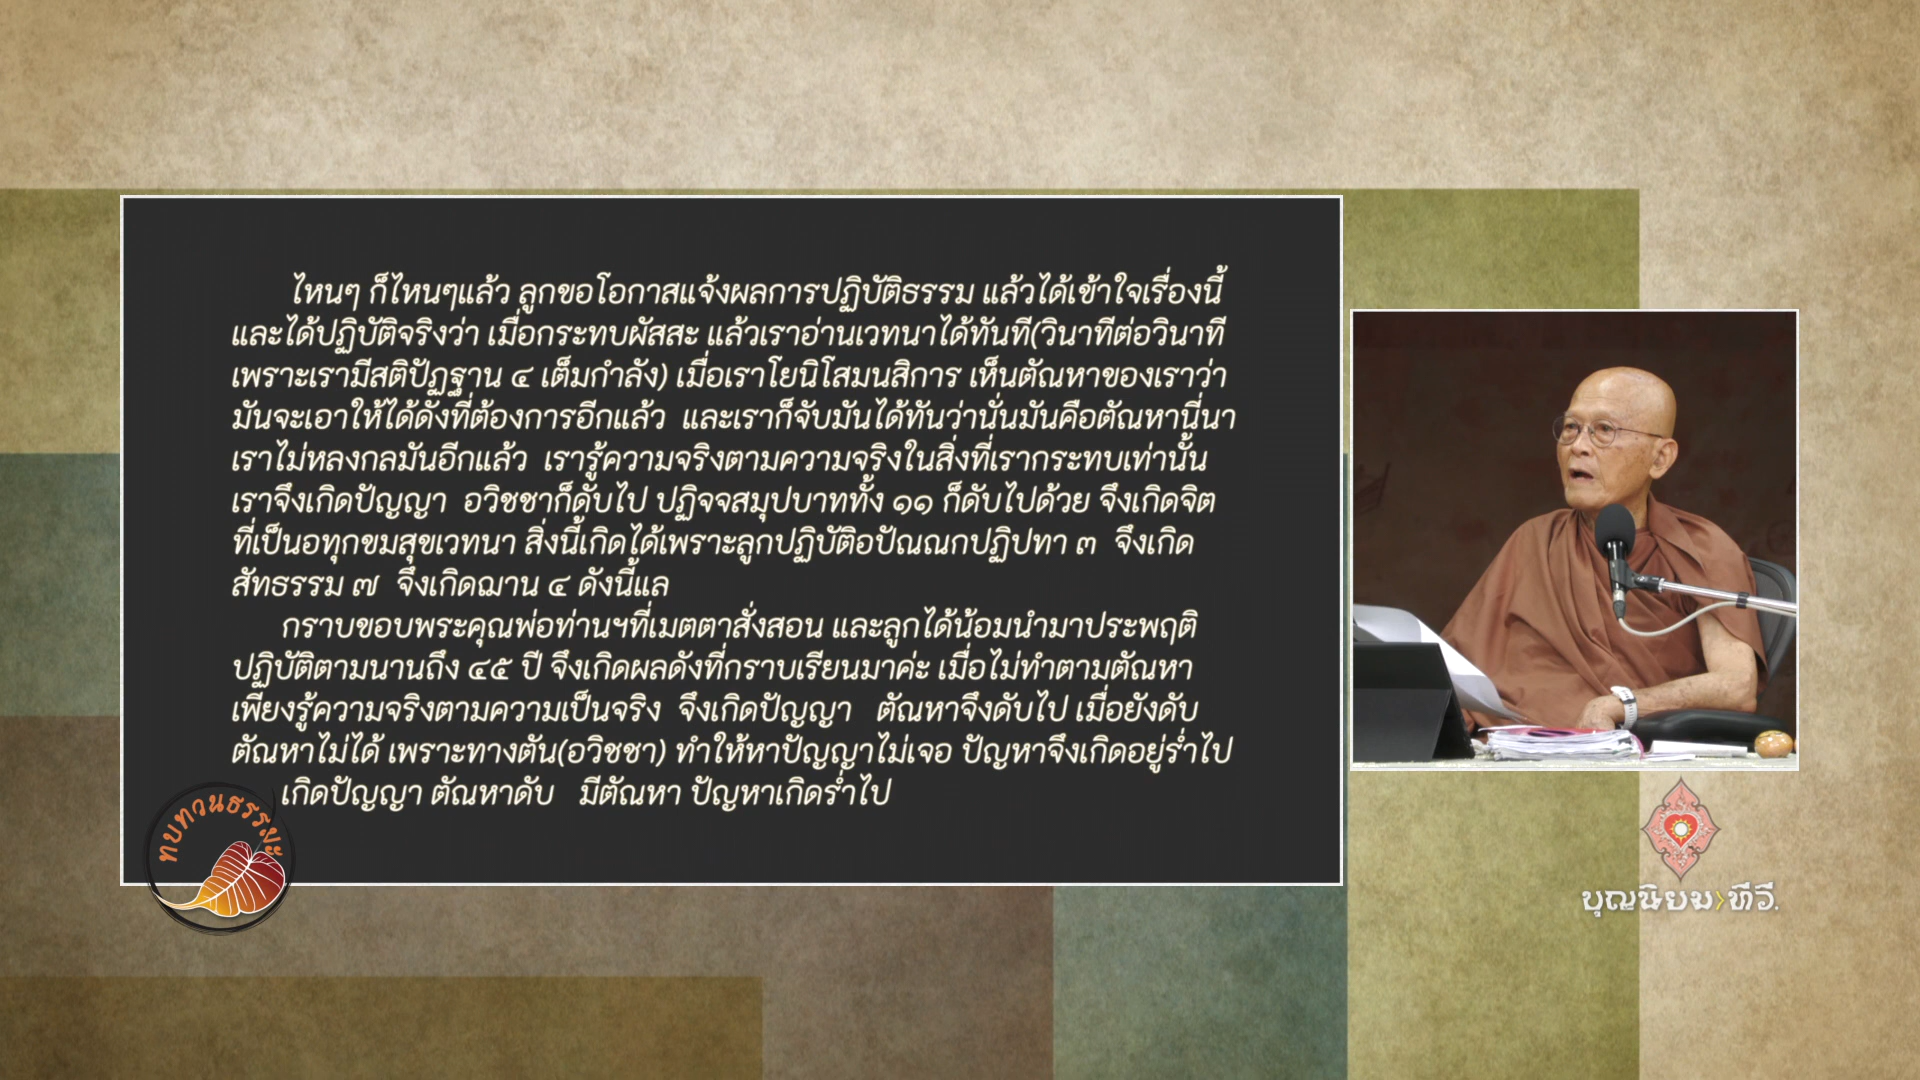 ไหนๆ ก็ไหนๆแล้ว ลูกขอโอกาสแจ้งผลการปฏิบัติธรรม แล้วได้เข้าใจเรื่องนี้
และได้ปฏิบัติจริงว่า เมื่อกระทบผัสสะ แล้วเราอ่านเวทนาได้ทันที(วินาทีต่อวินาที
เพราะเรามีสติปัฏฐาน ๔ เต็มกำลัง) เมื่อเราโยนิโสมนสิการ เห็นตัณหาของเราว่า
มันจะเอาให้ได้ดังที่ต้องการอีกแล้ว และเราก็จับมันได้ทันว่านั่นมันคือตัณหานี่นา
เราไม่หลงกลมันอีกแล้ว เรารู้ความจริงตามความจริงในสิ่งที่เรากระทบเท่านั้น
เราจึงเกิดปัญญา อวิชชาก็ดับไป ปฏิจจสมุปบาททั้ง ๑๑ ก็ดับไปด้วย จึงเกิดจิต
ที่เป็นอทุกขมสุขเวทนา สิ่งนี้เกิดได้เพราะลูกปฏิบัติอปัณณกปฏิปทา ๓ จึงเกิด
สัทธรรม ๗ จึงเกิดฌาน ๔ ดังนี้แล
กราบขอบพระคุณพ่อท่านฯที่เมตตาสั่งสอน และลูกได้น้อมนำมาประพฤติ
ปฏิบัติตามนานถึง ๔๕ ปี จึงเกิดผลดังที่กราบเรียนมาค่ะ เมื่อไม่ทำตามตัณหา
เพียงรู้ความจริงตามความเป็นจริง จึงเกิดปัญญา ตัณหาจึงดับไป เมื่อยังดับ
ตัณหาไม่ได้ เพราะทางตัน(อวิชชา) ทำให้หาปัญญาไม่เจอ ปัญหาจึงเกิดอยู่ร่ำไป
เกิดปัญญา ตัณหาดับ มีตัณหา ปัญหาเกิดร่ำไป
ทบทวนธรรมะ
บุญนิยม>ทีวี.